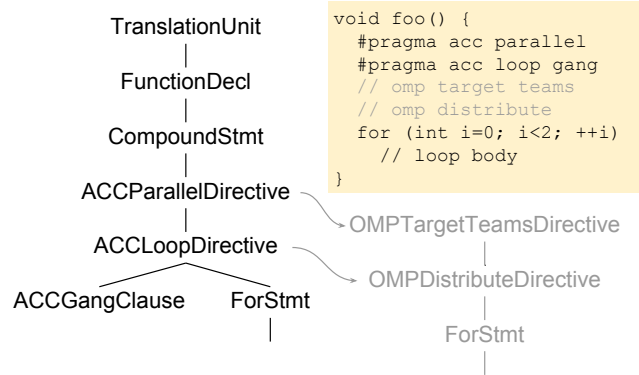 TranslationUnit
FunctionDecl
CompoundStmt
ACCParallelDirective
ACCLoopDirective
ACCGangClause ForStmt
void foo() {
#pragma acc parallel
#pragma acc loop gang
// omp target teams
// omp distribute
for (int i=0; i<2; ++i)
// loop body
}
OMPTargetTeamsDirective
OMPDistributeDirective
ForStmt